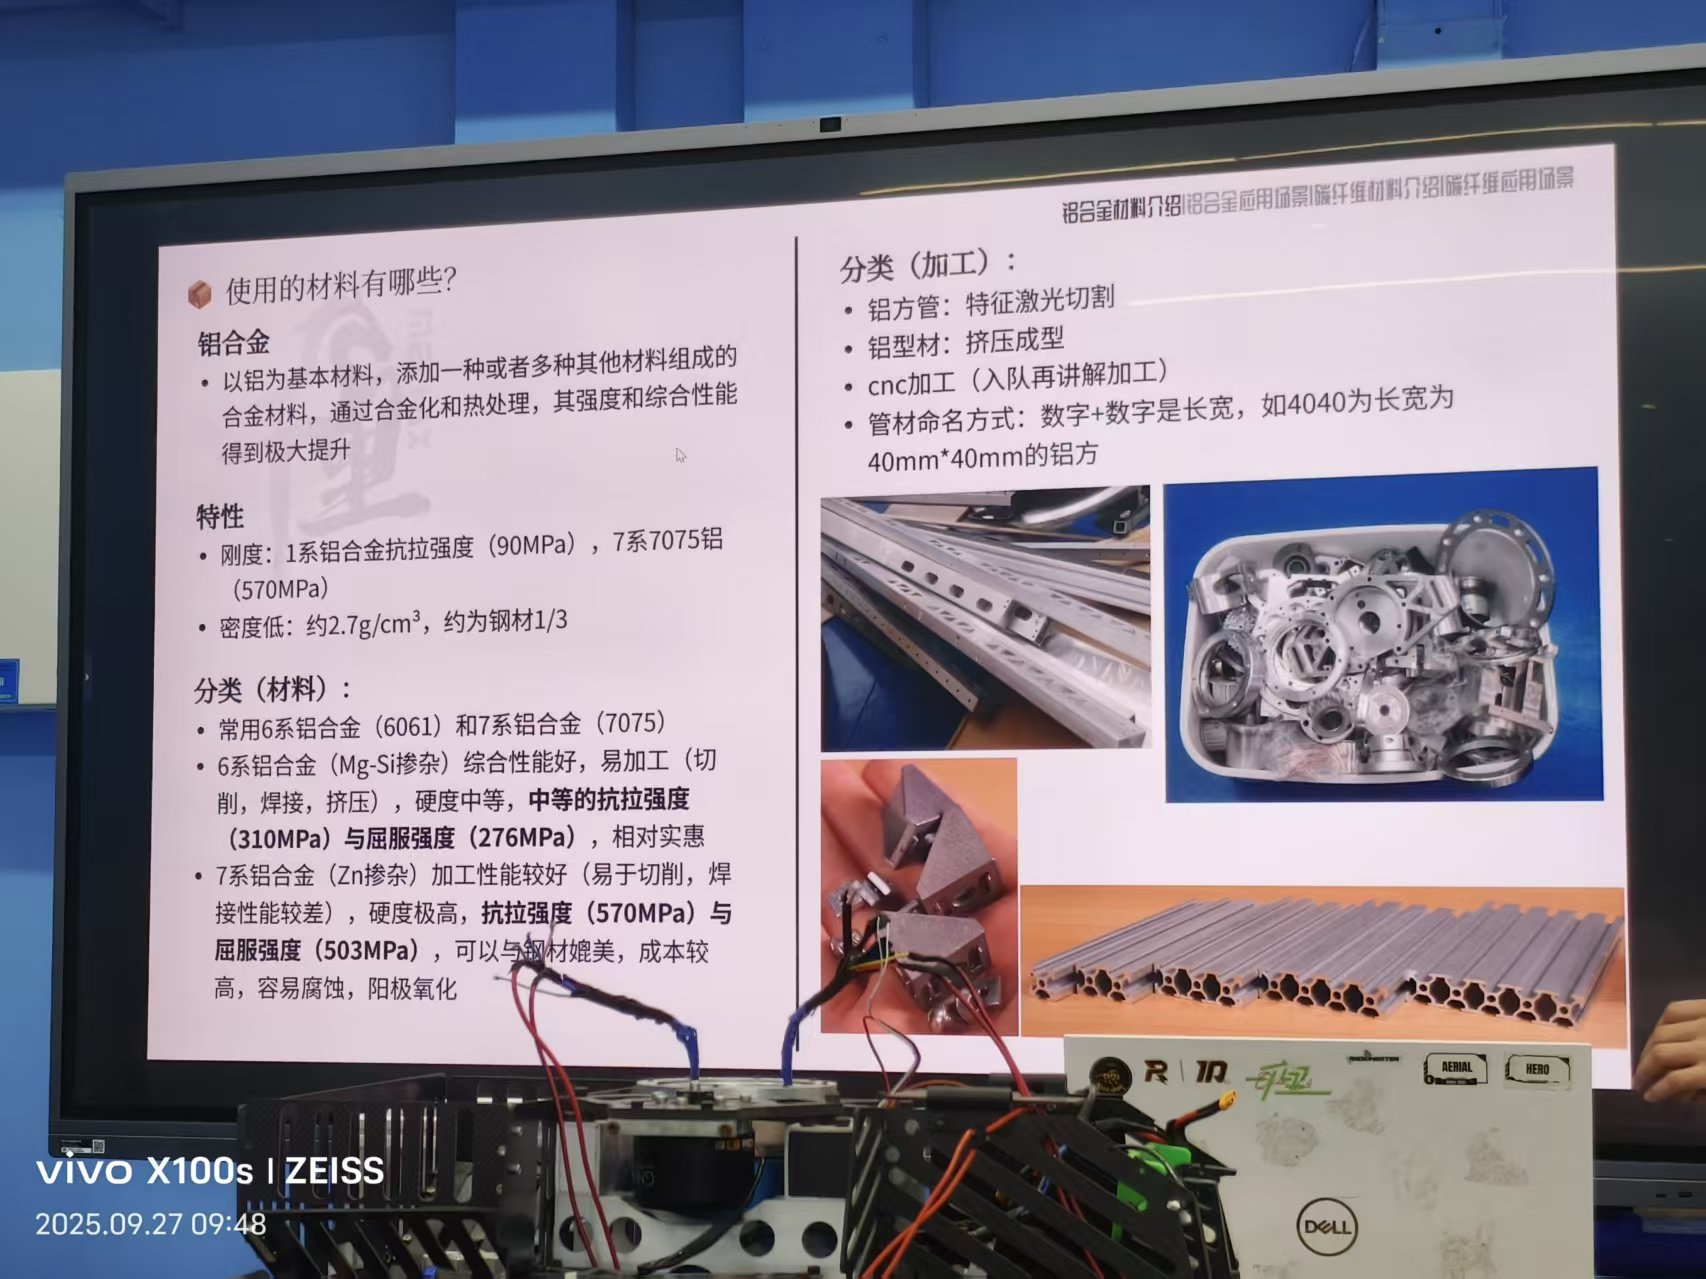 铝合金材料介绍|铝合金应用场景|碳纤维材料介绍|碳纤维应用场景
使用的材料有哪些?
铝合金
• 以铝为基本材料，添加一种或者多种其他材料组成的
合金材料，通过合金化和热处理，其强度和综合性能
得到极大提升
特性
• 刚度：1系铝合金抗拉强度（90MPa），7系7075铝
（570MPa）
• 密度低：约2.7g/cm³，约为钢材1/3
分类（材料）：
• 常用6系铝合金（6061）和7系铝合金（7075）
• 6系铝合金（Mg-Si掺杂）综合性能好，易加工（切
削，焊接，挤压），硬度中等，中等的抗拉强度
（310MPa）与屈服强度（276MPa），相对实惠
• 7系铝合金（Zn掺杂）加工性能较好（易于切削，焊
接性能较差），硬度极高，抗拉强度（570MPa）与
屈服强度（503MPa），可以与钢材媲美，成本较
高，容易腐蚀，阳极氧化
分类（加工）：
• 铝方管：特征激光切割
• 铝型材：挤压成型
• cnc加工（入队再讲解加工）
• 管材命名方式：数字+数字是长宽，如4040为长宽为
40mm*40mm的铝方
AERIAL
HERO
DELL
vivo X100s | ZEISS
2025.09.27 09:48